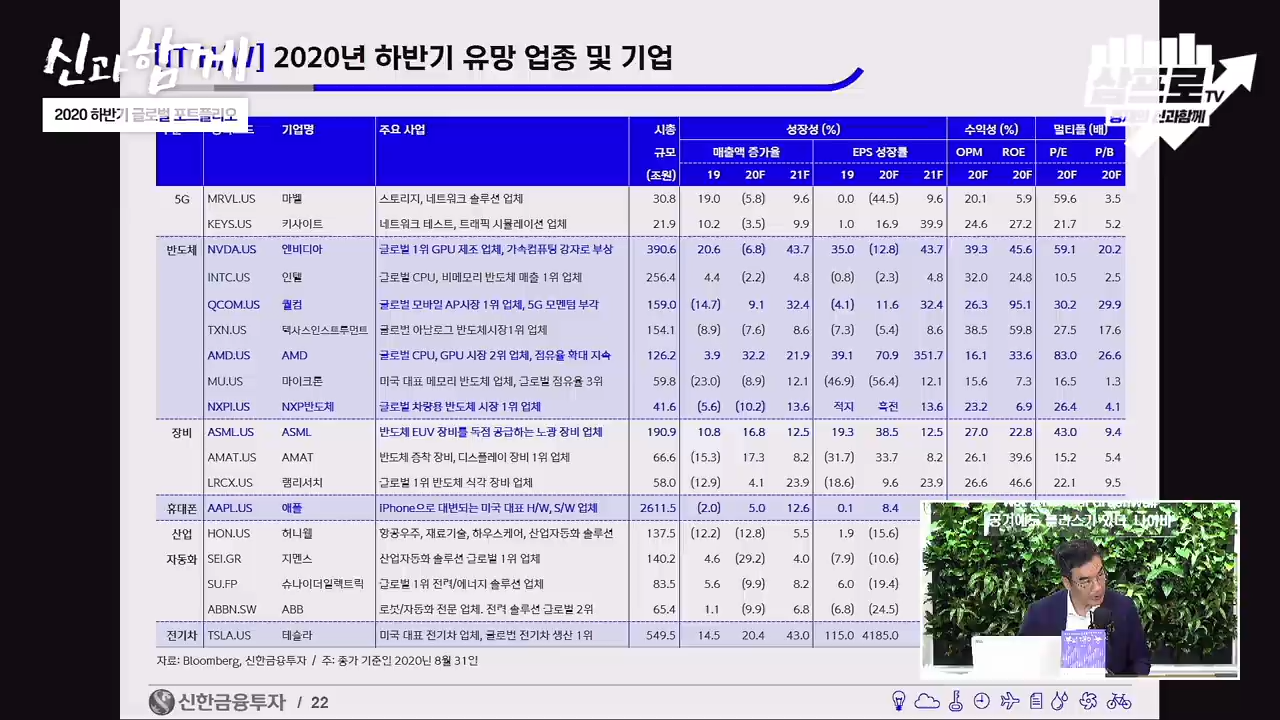 신과함께
2020 하반기 글로벌 포트폴리오
2020년 하반기 유망 업종 및 기업
삼프로TV
신과함께
기업명 주요 사업 시총 성장성 (%) 수익성 (%) 멀티플 (배)
규모 매출액 증가율 EPS 성장률 OPM ROE P/E P/B
(조원) 19 20F 21F 19 20F 21F 20F 20F 20F 20F
5G MRVL.US 마벨 스토리지, 네트워크 솔루션 업체 30.8 19.0 (5.8) 9.6 0.0 (44.5) 9.6 20.1 5.9 59.6 3.5
KEYS.US 키사이트 네트워크 테스트, 트래픽 시뮬레이션 업체 21.9 10.2 (3.5) 9.9 1.0 16.9 39.9 24.6 27.2 21.7 5.2
반도체 NVDA.US 엔비디아 글로벌 1위 GPU 제조 업체, 가속컴퓨팅 강자로 부상 390.6 20.6 (6.8) 43.7 35.0 (12.8) 43.7 39.3 45.6 59.1 20.2
INTC.US 인텔 글로벌 CPU, 비메모리 반도체 매출 1위 업체 256.4 4.4 (2.2) 4.8 (0.8) (2.3) 4.8 32.0 24.8 10.5 2.5
QCOM.US 퀄컴 글로벌 모바일 AP시장 1위 업체, 5G 모멘텀 부각 159.0 (14.7) 9.1 32.4 (4.1) 11.6 32.4 26.3 95.1 30.2 29.9
TXN.US 텍사스인스트루먼트 글로벌 아날로그 반도체시장1위 업체 154.1 (8.9) (7.6) 8.6 (7.3) (5.4) 8.6 38.5 59.8 27.5 17.6
AMD.US AMD 글로벌 CPU, GPU 시장 2위 업체, 점유율 확대 지속 126.2 3.9 32.2 21.9 39.1 70.9 351.7 16.1 33.6 83.0 26.6
MU.US 마이크론 미국 대표 메모리 반도체 업체, 글로벌 점유율 3위 59.8 (23.0) (8.9) 12.1 (46.9) (56.4) 12.1 15.6 7.3 16.5 1.3
NXPI.US NXP반도체 글로벌 차량용 반도체 시장 1위 업체 41.6 (5.6) (10.2) 13.6 적지 흑전 13.6 23.2 6.9 26.4 4.1
장비 ASML.US ASML 반도체 EUV 장비를 독점 공급하는 노광 장비 업체 190.9 10.8 16.8 12.5 19.3 38.5 12.5 27.0 22.8 43.0 9.4
AMAT.US AMAT 반도체 증착 장비, 디스플레이 장비 1위 업체 66.6 (15.3) 17.3 8.2 (31.7) 33.7 8.2 26.1 39.6 15.2 5.4
LRCX.US 램리서치 글로벌 1위 반도체 식각 장비 업체 58.0 (12.9) 4.1 23.9 (18.6) 9.6 23.9 26.6 46.6 22.1 9.5
휴대폰 AAPL.US 애플 iPhone으로 대변되는 미국 대표 H/W, S/W 업체 2611.5 (2.0) 5.0 12.6 0.1 8.4
산업 HON.US 허니웰 항공우주, 재료기술, 하우스케어, 산업자동화 솔루션 137.5 (12.2) (12.8) 5.5 1.9 (15.6)
자동화 SEI.GR 지멘스 산업자동화 솔루션 글로벌 1위 업체 140.2 4.6 (29.2) 4.0 (7.9) (10.6)
SU.FP 슈나이더일렉트릭 글로벌 1위 전력/에너지 솔루션 업체 83.5 5.6 (9.9) 8.2 6.0 (19.4)
ABBN.SW ABB 로봇/자동화 전문 업체. 전력 솔루션 글로벌 2위 65.4 1.1 (9.9) 6.8 (6.8) (24.5)
전기차 TSLA.US 테슬라 미국 대표 전기차 업체, 글로벌 전기차 생산 1위 549.5 14.5 20.4 43.0 115.0 4185.0
자료: Bloomberg, 신한금융투자 / 주: 종가 기준인 2020년 8월 31일
신한금융투자 / 22